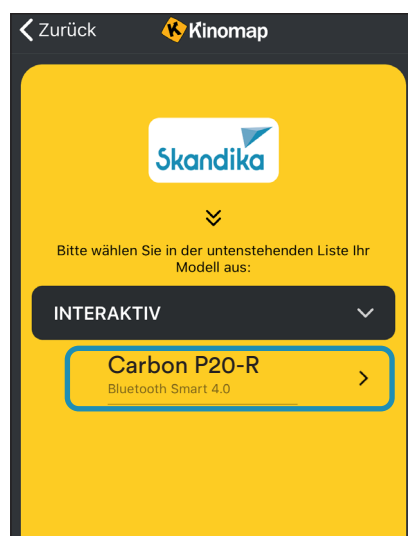 Zurück
Kinomap
Skandika
Bitte wählen Sie in der untenstehenden Liste Ihr
Modell aus:
INTERAKTIV
Carbon P20-R
Bluetooth Smart 4.0